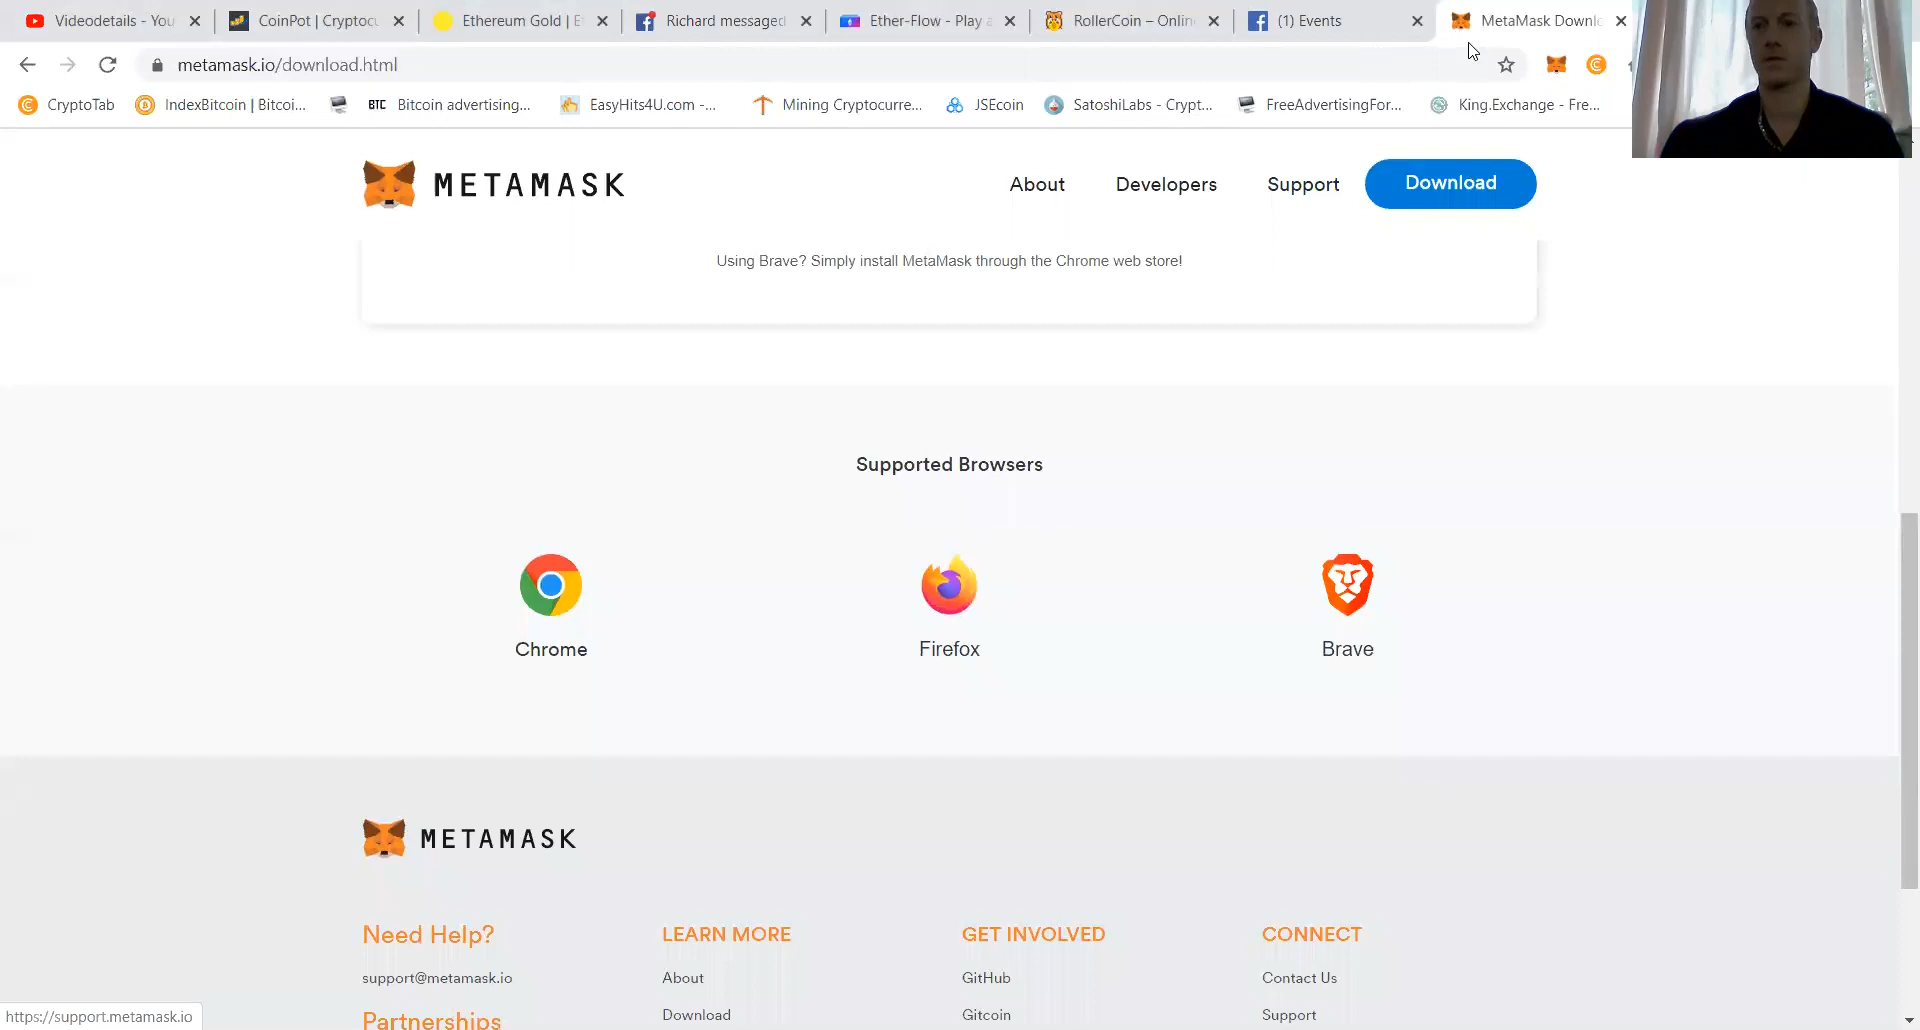 Videodetails - You
CoinPot | Cryptocu
Ethereum Gold | E
Richard messaged
Ether-Flow - Play a
RollerCoin – Onlin
(1) Events
MetaMask Downlo
metamask.io/download.html
CryptoTab
IndexBitcoin | Bitcoi...
BTC Bitcoin advertising...
EasyHits4U.com -...
Mining Cryptocurre...
JSEcoin
SatoshiLabs - Crypt...
FreeAdvertisingFor...
King.Exchange - Fre...
METAMASK
About
Developers
Support
Download
Using Brave? Simply install MetaMask through the Chrome web store!
Supported Browsers
Chrome
Firefox
Brave
METAMASK
Need Help?
LEARN MORE
GET INVOLVED
CONNECT
support@metamask.io
About
GitHub
Contact Us
Partnerships
Download
Gitcoin
Support
https://support.metamask.io